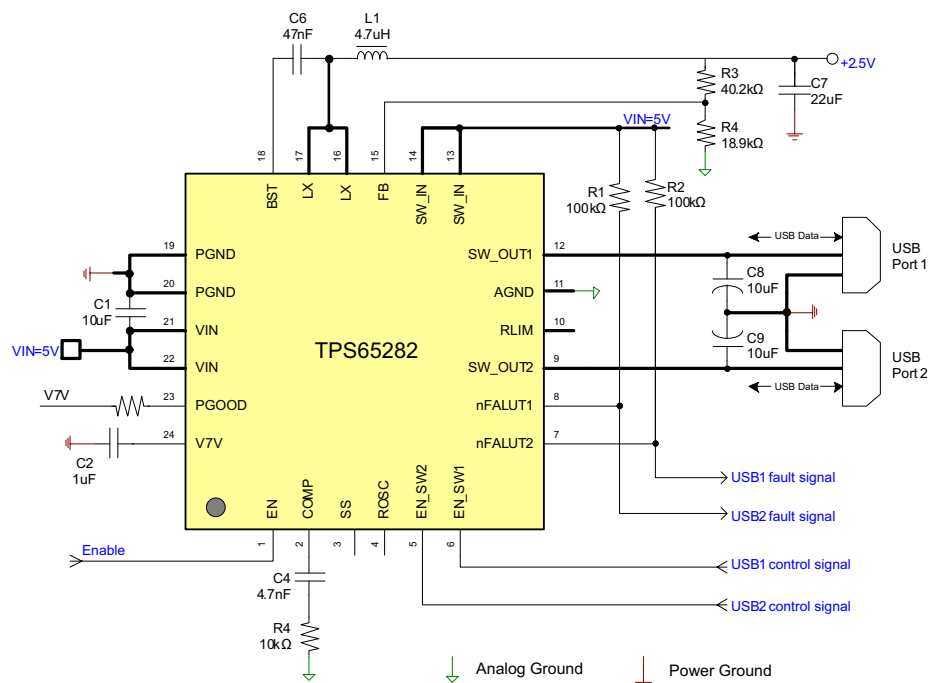 C6
47nF
L1
4.7uH
+2.5V
R3
40.2kΩ
C7
22uF
R4
18.9kΩ
VIN=5V
18
17
16
15
14
13
BST
LX
LX
FB
SW_IN
SW_IN
R1
100kΩ
R2
100kΩ
19
PGND
20
PGND
C1
10uF
21
VIN
VIN=5V
22
VIN
V7V
23
PGOOD
24
V7V
C2
1uF
TPS65282
SW_OUT1
12
AGND
11
RLIM
10
SW_OUT2
9
nFALUT1
8
nFALUT2
7
USB Data
USB
Port 1
C8
10uF
C9
10uF
USB
Port 2
USB Data
EN
COMP
SS
ROSC
EN_SW2
EN_SW1
1
2
3
4
5
6
USB1 fault signal
USB2 fault signal
Enable
USB1 control signal
USB2 control signal
C4
4.7nF
R4
10kΩ
Analog Ground
Power Ground